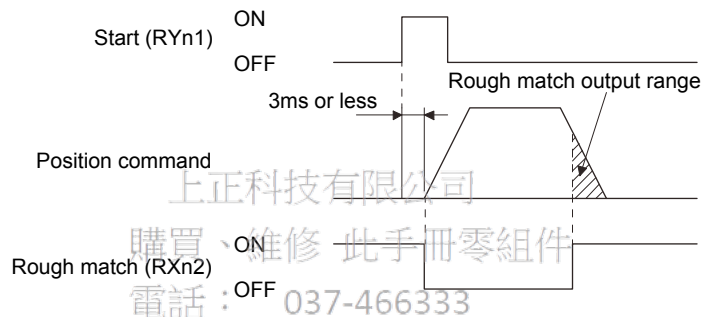 ON
Start (RYn1)
OFF
Rough match output range
3ms or less
Position command
上正科技有限公司
購買、維修 此手冊零組件
ON
Rough match (RXn2)
OFF
電話： 037-466333